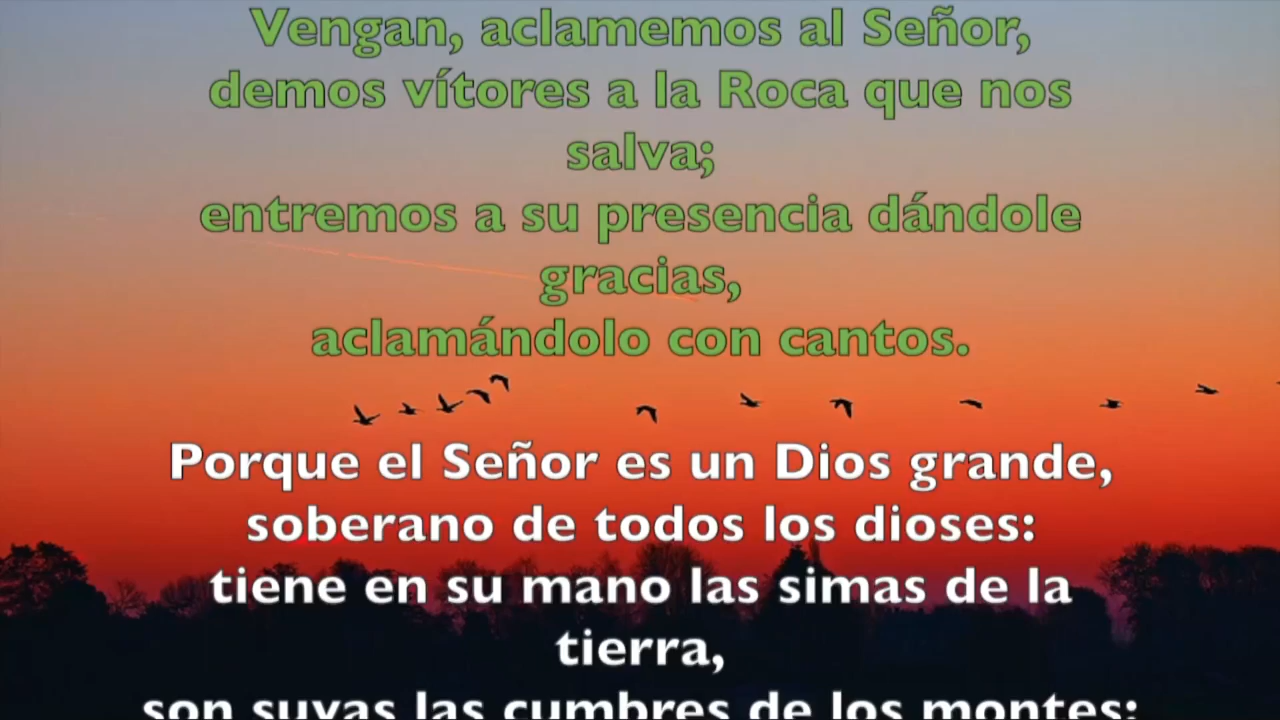 Vengan, aclamemos al Señor,
demos vítores a la Roca que nos
salva;
entremos a su presencia dándole
gracias,
aclamándolo con cantos.
Porque el Señor es un Dios grande,
soberano de todos los dioses:
tiene en su mano las simas de la
tierra,
son suyas las cumbres de los montes;